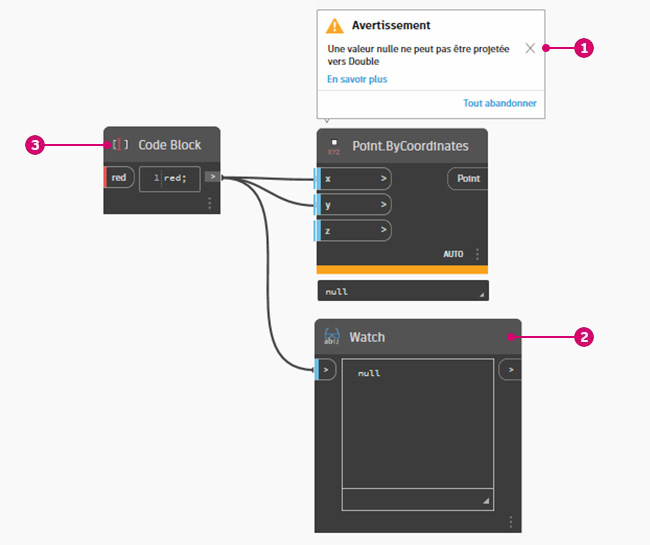 Avertissement
Une valeur nulle ne peut pas être projetée
vers Double
En savoir plus
Tout abandonner
1
3
[ ] Code Block
red
1 red;
>
XYZ
Point.ByCoordinates
x >
Point
y >
z >
AUTO
null
Watch
2
>
>
null